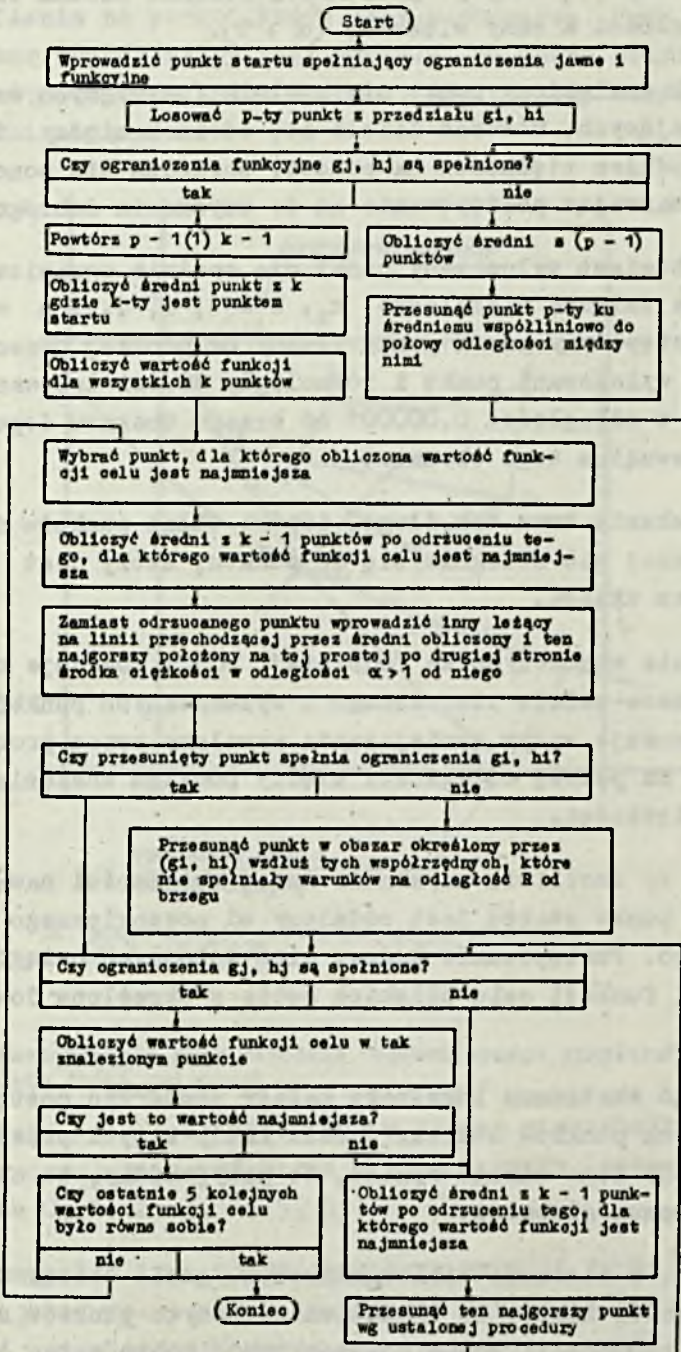 Start
Wprowadzić punkt startu spełniający ograniczenia jawne i
funkcyjne
Losować p-ty punkt z przedziału gi, hi
Czy ograniczenia funkcyjne gj, hj są spełnione?
tak
nie
Powtórz p - 1(1) k - 1
Obliczyć średni punkt z k
gdzie k-ty jest punktem
startu
Obliczyć wartość funkcji
dla wszystkich k punktów
Obliczyć średni z (p - 1)
punktów
Przesunąć punkt p-ty ku
średniemu współliniowo do
połowy odległości między
nimi
Wybrać punkt, dla którego obliczona wartość funk-
cji celu jest najmniejsza
Obliczyć średni z k - 1 punktów po odrzuceniu te-
go, dla którego wartość funkcji celu jest najmniej-
sza
Zamiast odrzucanego punktu wprowadzić inny leżący
na linii przechodzącej przez średni obliczony i ten
najgorszy położony na tej prostej po drugiej stronie
środka ciężkości w odległości α > 1 od niego
Czy przesunięty punkt spełnia ograniczenia gi, hi?
tak
nie
Przesunąć punkt w obszar określony przez
(gi, hi) wzdłuż tych współrzędnych, które
nie spełniały warunków na odległość R od
brzegu
Czy ograniczenia gj, hj są spełnione?
tak
nie
Obliczyć wartość funkcji celu w tak
znalezionym punkcie
Czy jest to wartość najmniejsza?
tak
nie
Czy ostatnie 5 kolejnych
wartości funkcji celu
było równe sobie?
nie
tak
Koniec
Obliczyć średni z k - 1 punk-
tów po odrzuceniu tego, dla
którego wartość funkcji jest
najmniejsza
Przesunąć ten najgorszy punkt
wg ustalonej procedury